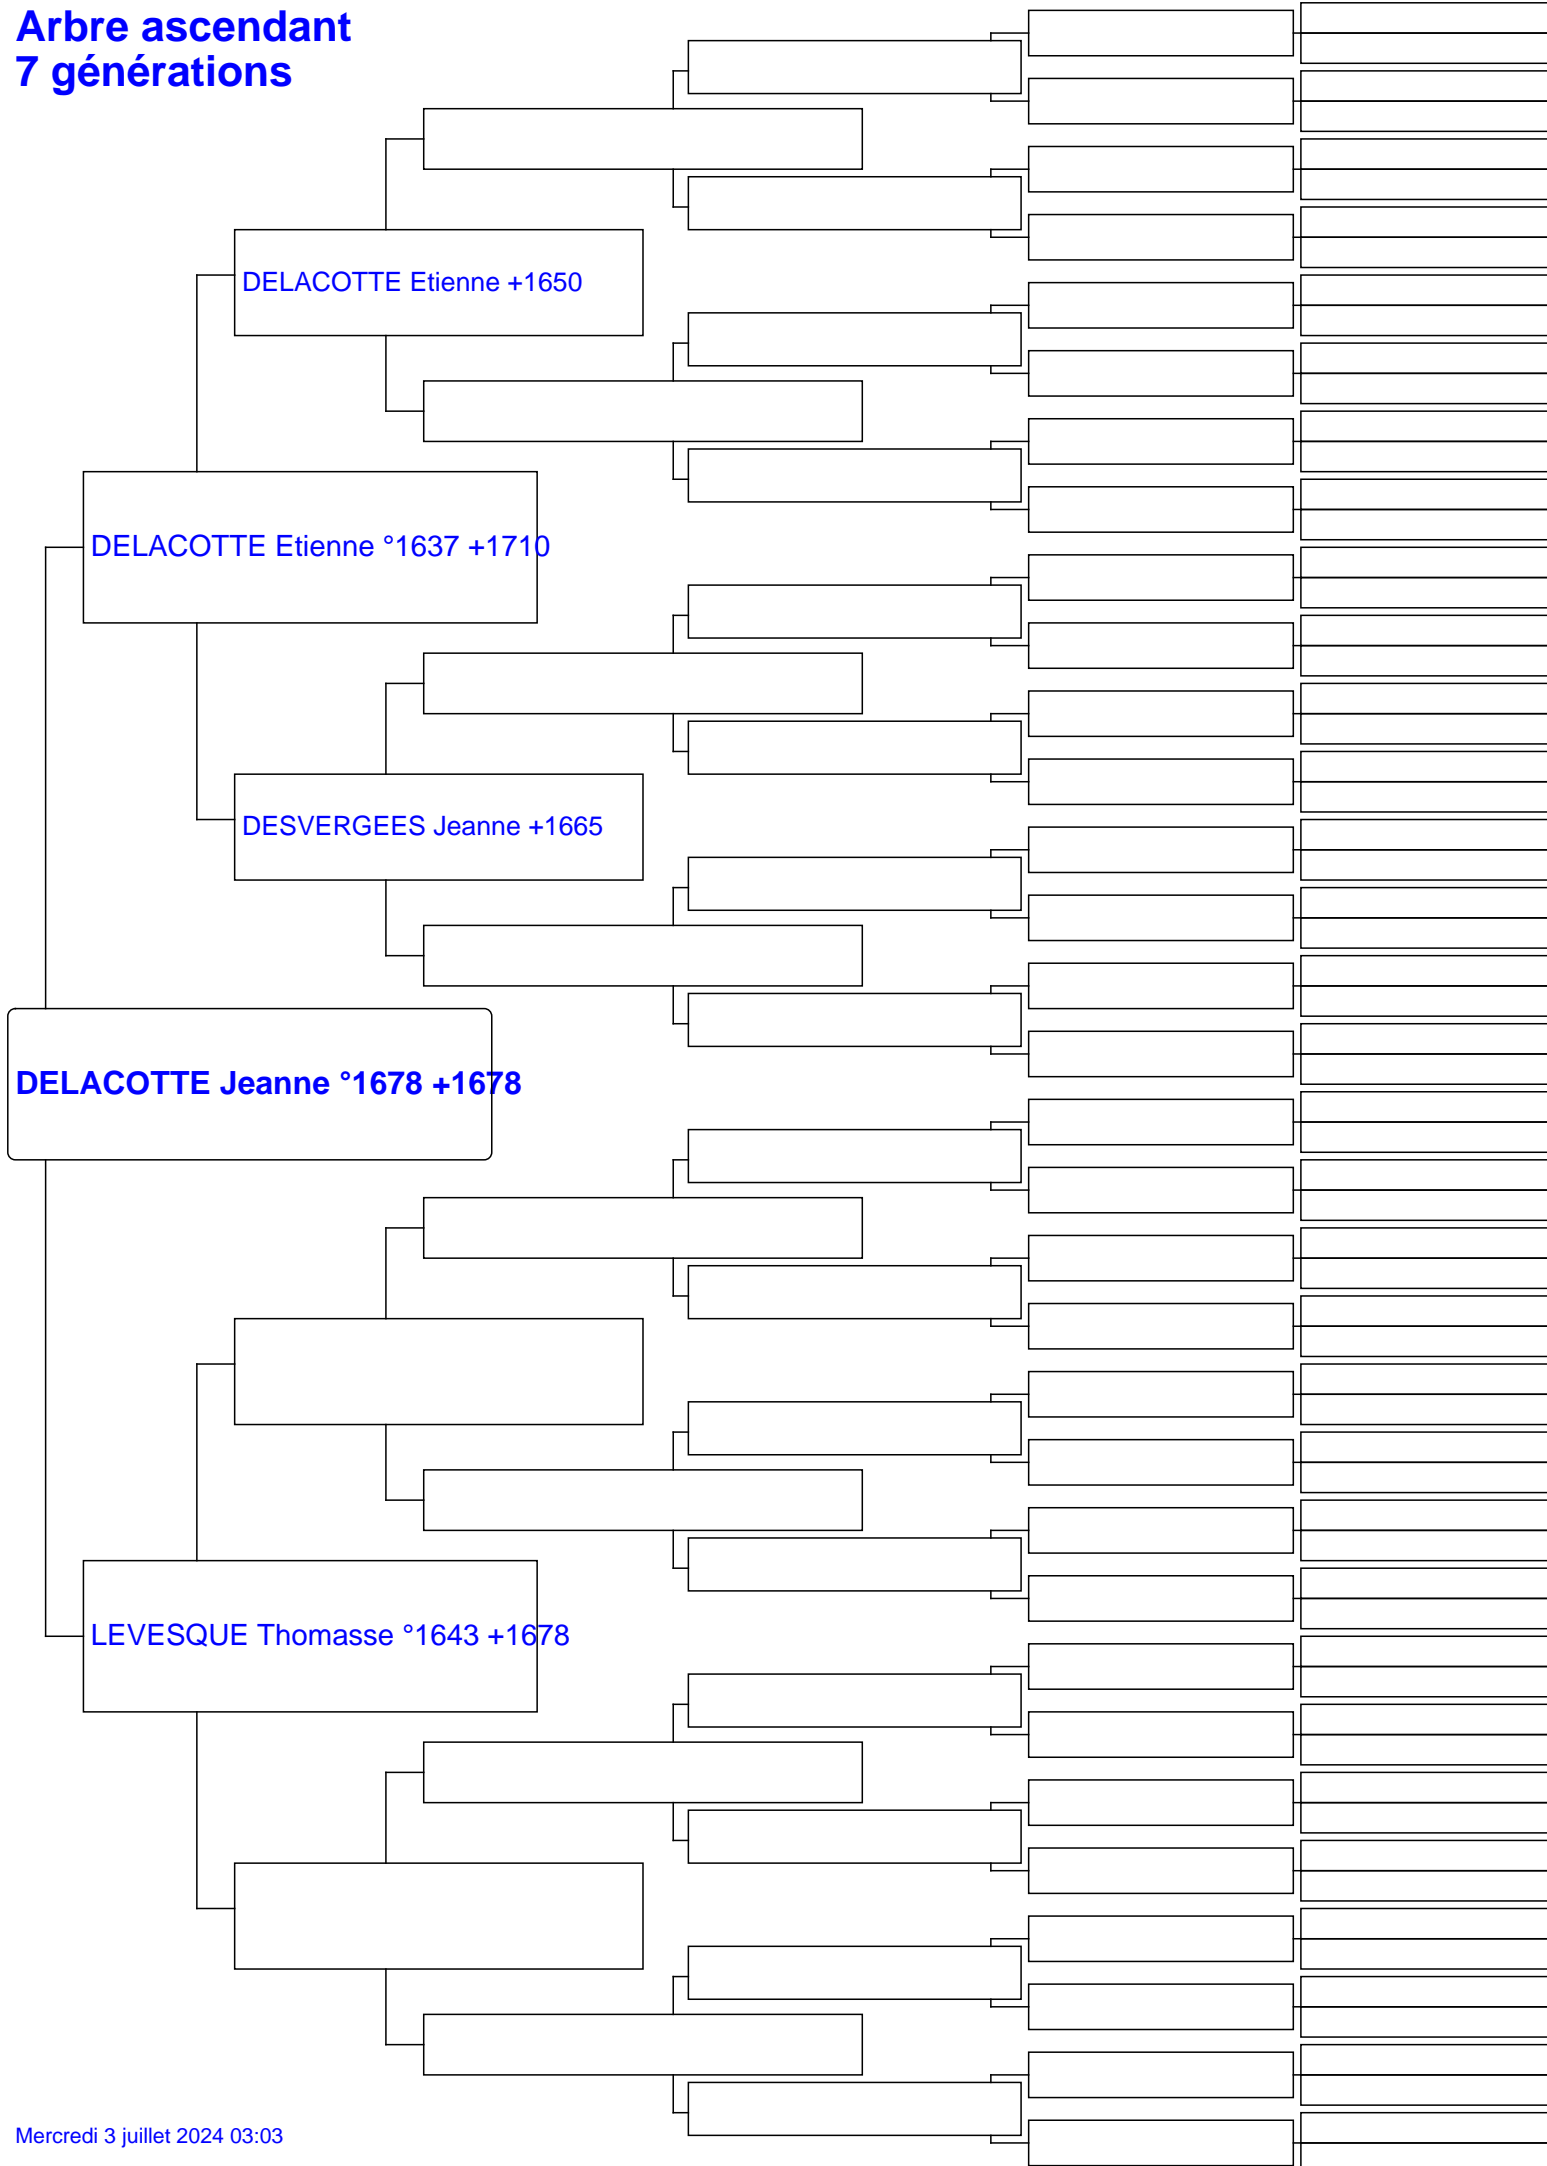 Arbre ascendant
7 générations
DELACOTTE Etienne +1650
DELACOTTE Etienne °1637 +1710
DESVERGEES Jeanne +1665
DELACOTTE Jeanne °1678 +1678
LEVESQUE Thomasse °1643 +1678
Mercredi 3 juillet 2024 03:03